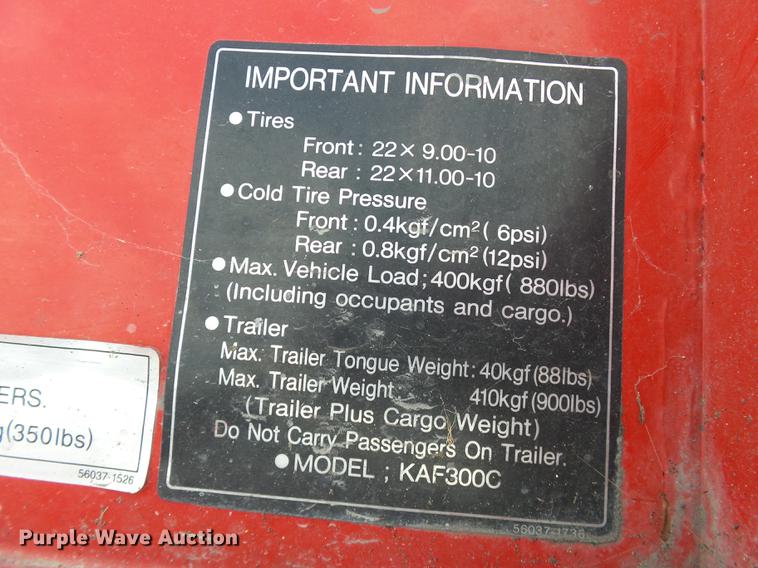 IMPORTANT INFORMATION
● Tires
Front : 22 × 9.00-10
Rear : 22×11.00-10
● Cold Tire Pressure
Front : 0.4kgf/cm² ( 6psi)
Rear : 0.8kgf/cm² (12psi)
● Max. Vehicle Load ; 400kgf ( 880lbs)
(Including occupants and cargo.)
● Trailer
Max. Trailer Tongue Weight : 40kgf (88lbs)
Max. Trailer Weight : 410kgf (900lbs)
(Trailer Plus Cargo Weight)
Do Not Carry Passengers On Trailer.
● MODEL ; KAF300C
56037-1736
ERS.
(350lbs)
56037-1526
Purple Wave Auction